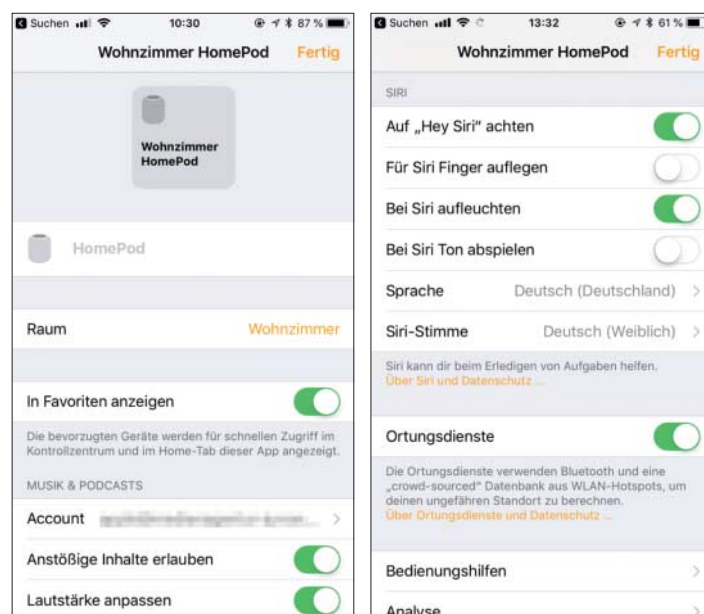 Suchen 10:30 87 %
Wohnzimmer HomePod Fertig
Wohnzimmer
HomePod
HomePod
Raum Wohnzimmer
In Favoriten anzeigen
Die bevorzugten Geräte werden für schnellen Zugriff im
Kontrollzentrum und im Home-Tab dieser App angezeigt.
MUSIK & PODCASTS
Account
Anstößige Inhalte erlauben
Lautstärke anpassen
Suchen 13:32 61 %
Wohnzimmer HomePod Fertig
SIRI
Auf „Hey Siri“ achten
Für Siri Finger auflegen
Bei Siri aufleuchten
Bei Siri Ton abspielen
Sprache Deutsch (Deutschland)
Siri-Stimme Deutsch (Weiblich)
Siri kann dir beim Erledigen von Aufgaben helfen.
Über Siri und Datenschutz ...
Ortungsdienste
Die Ortungsdienste verwenden Bluetooth und eine
„crowd-sourced“ Datenbank aus WLAN-Hotspots, um
deinen ungefähren Standort zu berechnen.
Über Ortungsdienste und Datenschutz ...
Bedienungshilfen
Analyse